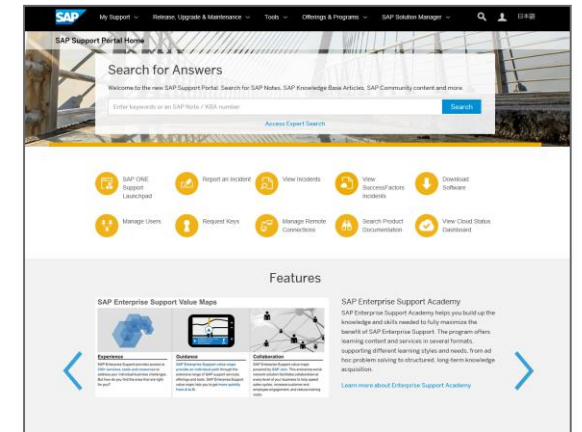 SAP My Support Release, Upgrade & Maintenance Tools Offerings & Programs SAP Solution Manager 日本語
SAP Support Portal Home
Search for Answers
Welcome to the new SAP Support Portal. Search for SAP Notes, SAP Knowledge Base Articles, SAP Community content and more.
Enter keywords or an SAP Note / KBA number Search
Access Expert Search
SAP ONE
Support
Launchpad
Report an Incident
View Incidents
View
SuccessFactors
Incidents
Download
Software
Manage Users
Request Keys
Manage Remote
Connections
Search Product
Documentation
View Cloud Status
Dashboard
Features
SAP Enterprise Support Value Maps
Experience
Guidance
Collaboration
SAP Enterprise Support Academy
SAP Enterprise Support Academy helps you build up the
knowledge and skills needed to fully maximize the
benefit of SAP Enterprise Support. The program offers
learning content and services in several formats,
supporting different learning styles and needs, from ad
hoc problem solving to structured, long-term knowledge
acquisition.
Learn more about Enterprise Support Academy